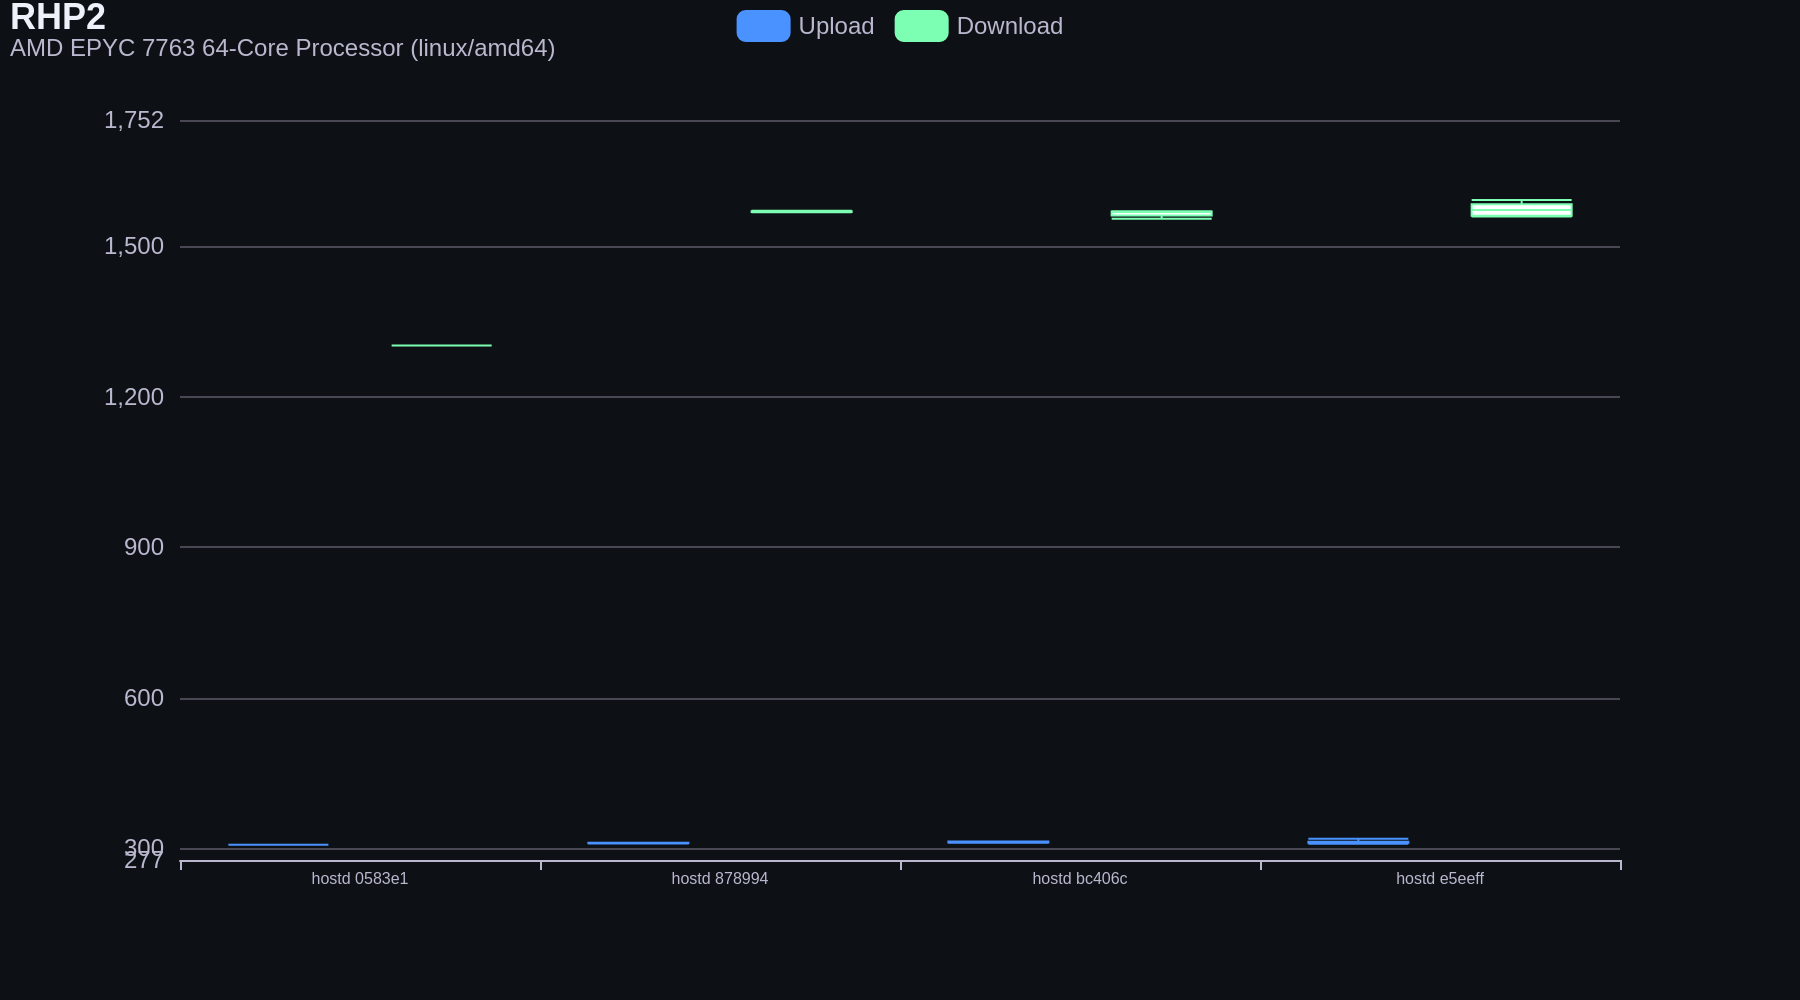 RHP2
AMD EPYC 7763 64-Core Processor (linux/amd64)
Upload
Download
1,752
1,500
1,200
900
600
300
277
hostd 0583e1
hostd 878994
hostd bc406c
hostd e5eeff